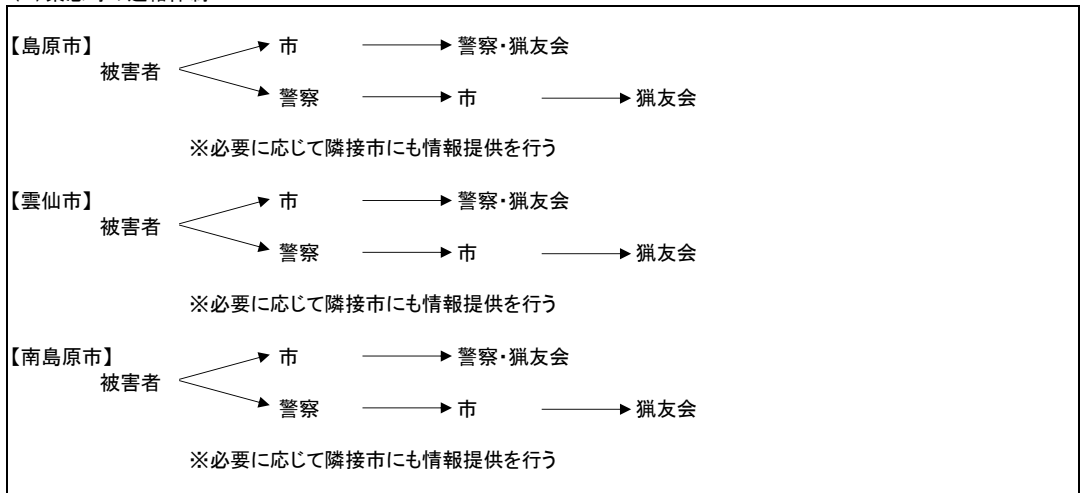 【島原市】
市 警察・猟友会
被害者
警察 市 猟友会
※必要に応じて隣接市にも情報提供を行う
【雲仙市】
市 警察・猟友会
被害者
警察 市 猟友会
※必要に応じて隣接市にも情報提供を行う
【南島原市】
市 警察・猟友会
被害者
警察 市 猟友会
※必要に応じて隣接市にも情報提供を行う